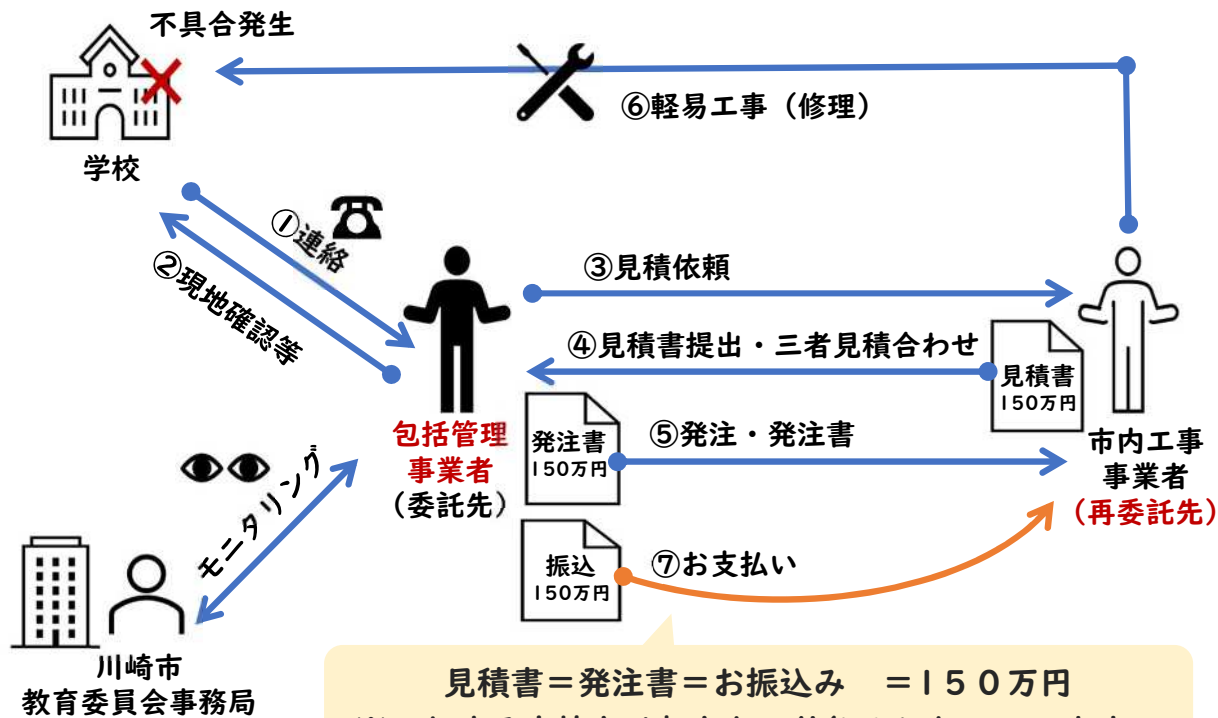 不具合発生
学校
⑥軽易工事（修理）
①連絡
②現地確認等
③見積依頼
④見積書提出・三者見積合わせ
見積書
150万円
包括管理
事業者
（委託先）
発注書
150万円
⑤発注・発注書
市内工事
事業者
（再委託先）
モニタリング
振込
150万円
⑦お支払い
川崎市
教育委員会事務局
見積書＝発注書＝お振込み　＝１５０万円